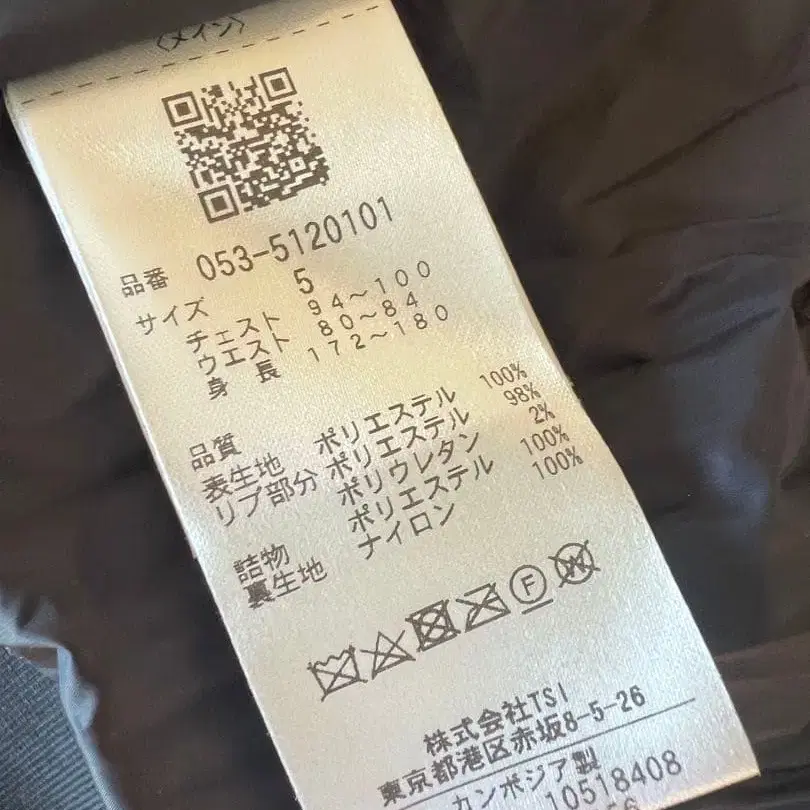 〈メイン〉
品番 053-5120101
サイズ 5
チェスト 94～100
ウエスト 80～84
身長 172～180
品質
表生地 ポリエステル 100%
リブ部分 ポリエステル 98%
ポリウレタン 2%
詰物 ポリエステル 100%
裏生地 ナイロン 100%
F
W
株式会社TSI
東京都港区赤坂8-5-26
カンボジア製
10518408